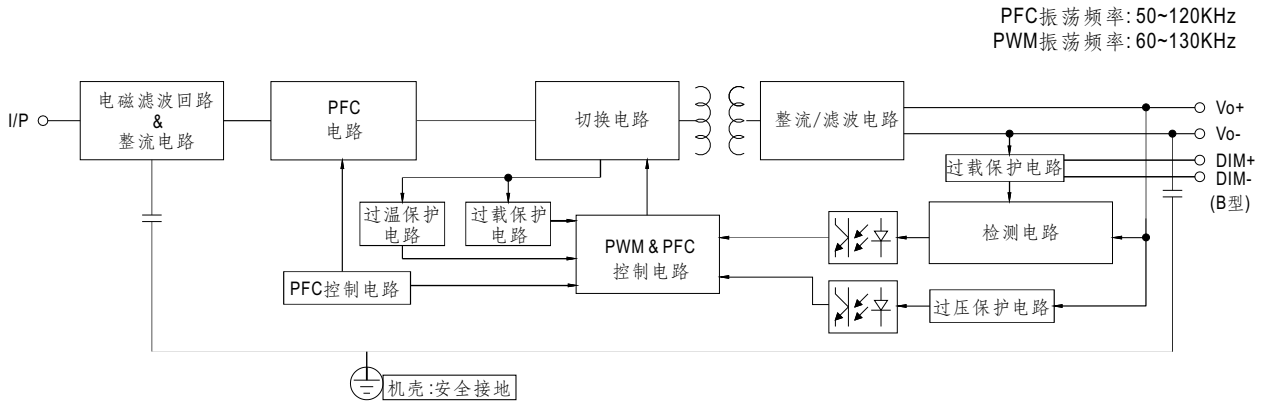 PFC振荡频率: 50~120KHz
PWM振荡频率: 60~130KHz
I/P
电磁滤波回路
&
整流电路
PFC
电路
切换电路
整流/滤波电路
Vo+
Vo-
DIM+
DIM-
(B型)
过载保护电路
过温保护
电路
过载保护
电路
PWM & PFC
控制电路
检测电路
PFC控制电路
过压保护电路
机壳:安全接地